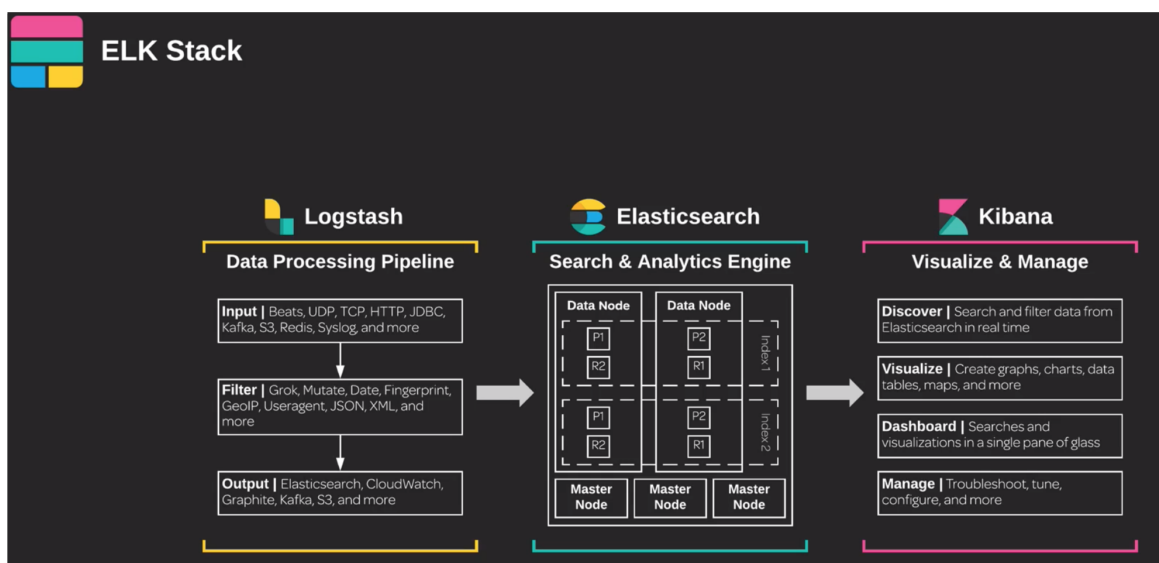 ELK Stack
Logstash
Data Processing Pipeline
Input | Beats, UDP, TCP, HTTP, JDBC,
Kafka, S3, Redis, Syslog, and more
Filter | Grok, Mutate, Date, Fingerprint,
GeoIP, Useragent, JSON, XML, and
more
Output | Elasticsearch, CloudWatch,
Graphite, Kafka, S3, and more
Elasticsearch
Search & Analytics Engine
Data Node
Data Node
P1
P2
R2
R1
Index 1
P1
P2
R2
R1
Index 2
Master
Node
Master
Node
Master
Node
Kibana
Visualize & Manage
Discover | Search and filter data from
Elasticsearch in real time
Visualize | Create graphs, charts, data
tables, maps, and more
Dashboard | Searches and
visualizations in a single pane of glass
Manage | Troubleshoot, tune,
configure, and more